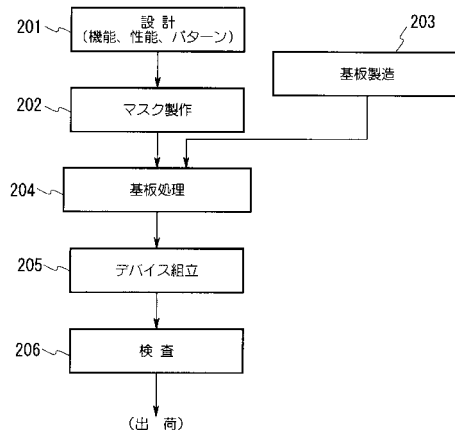 201
設 計
(機能、性能、パターン)
203
基板製造
202
マスク製作
204
基板処理
205
デバイス組立
206
検 査
(出 荷)